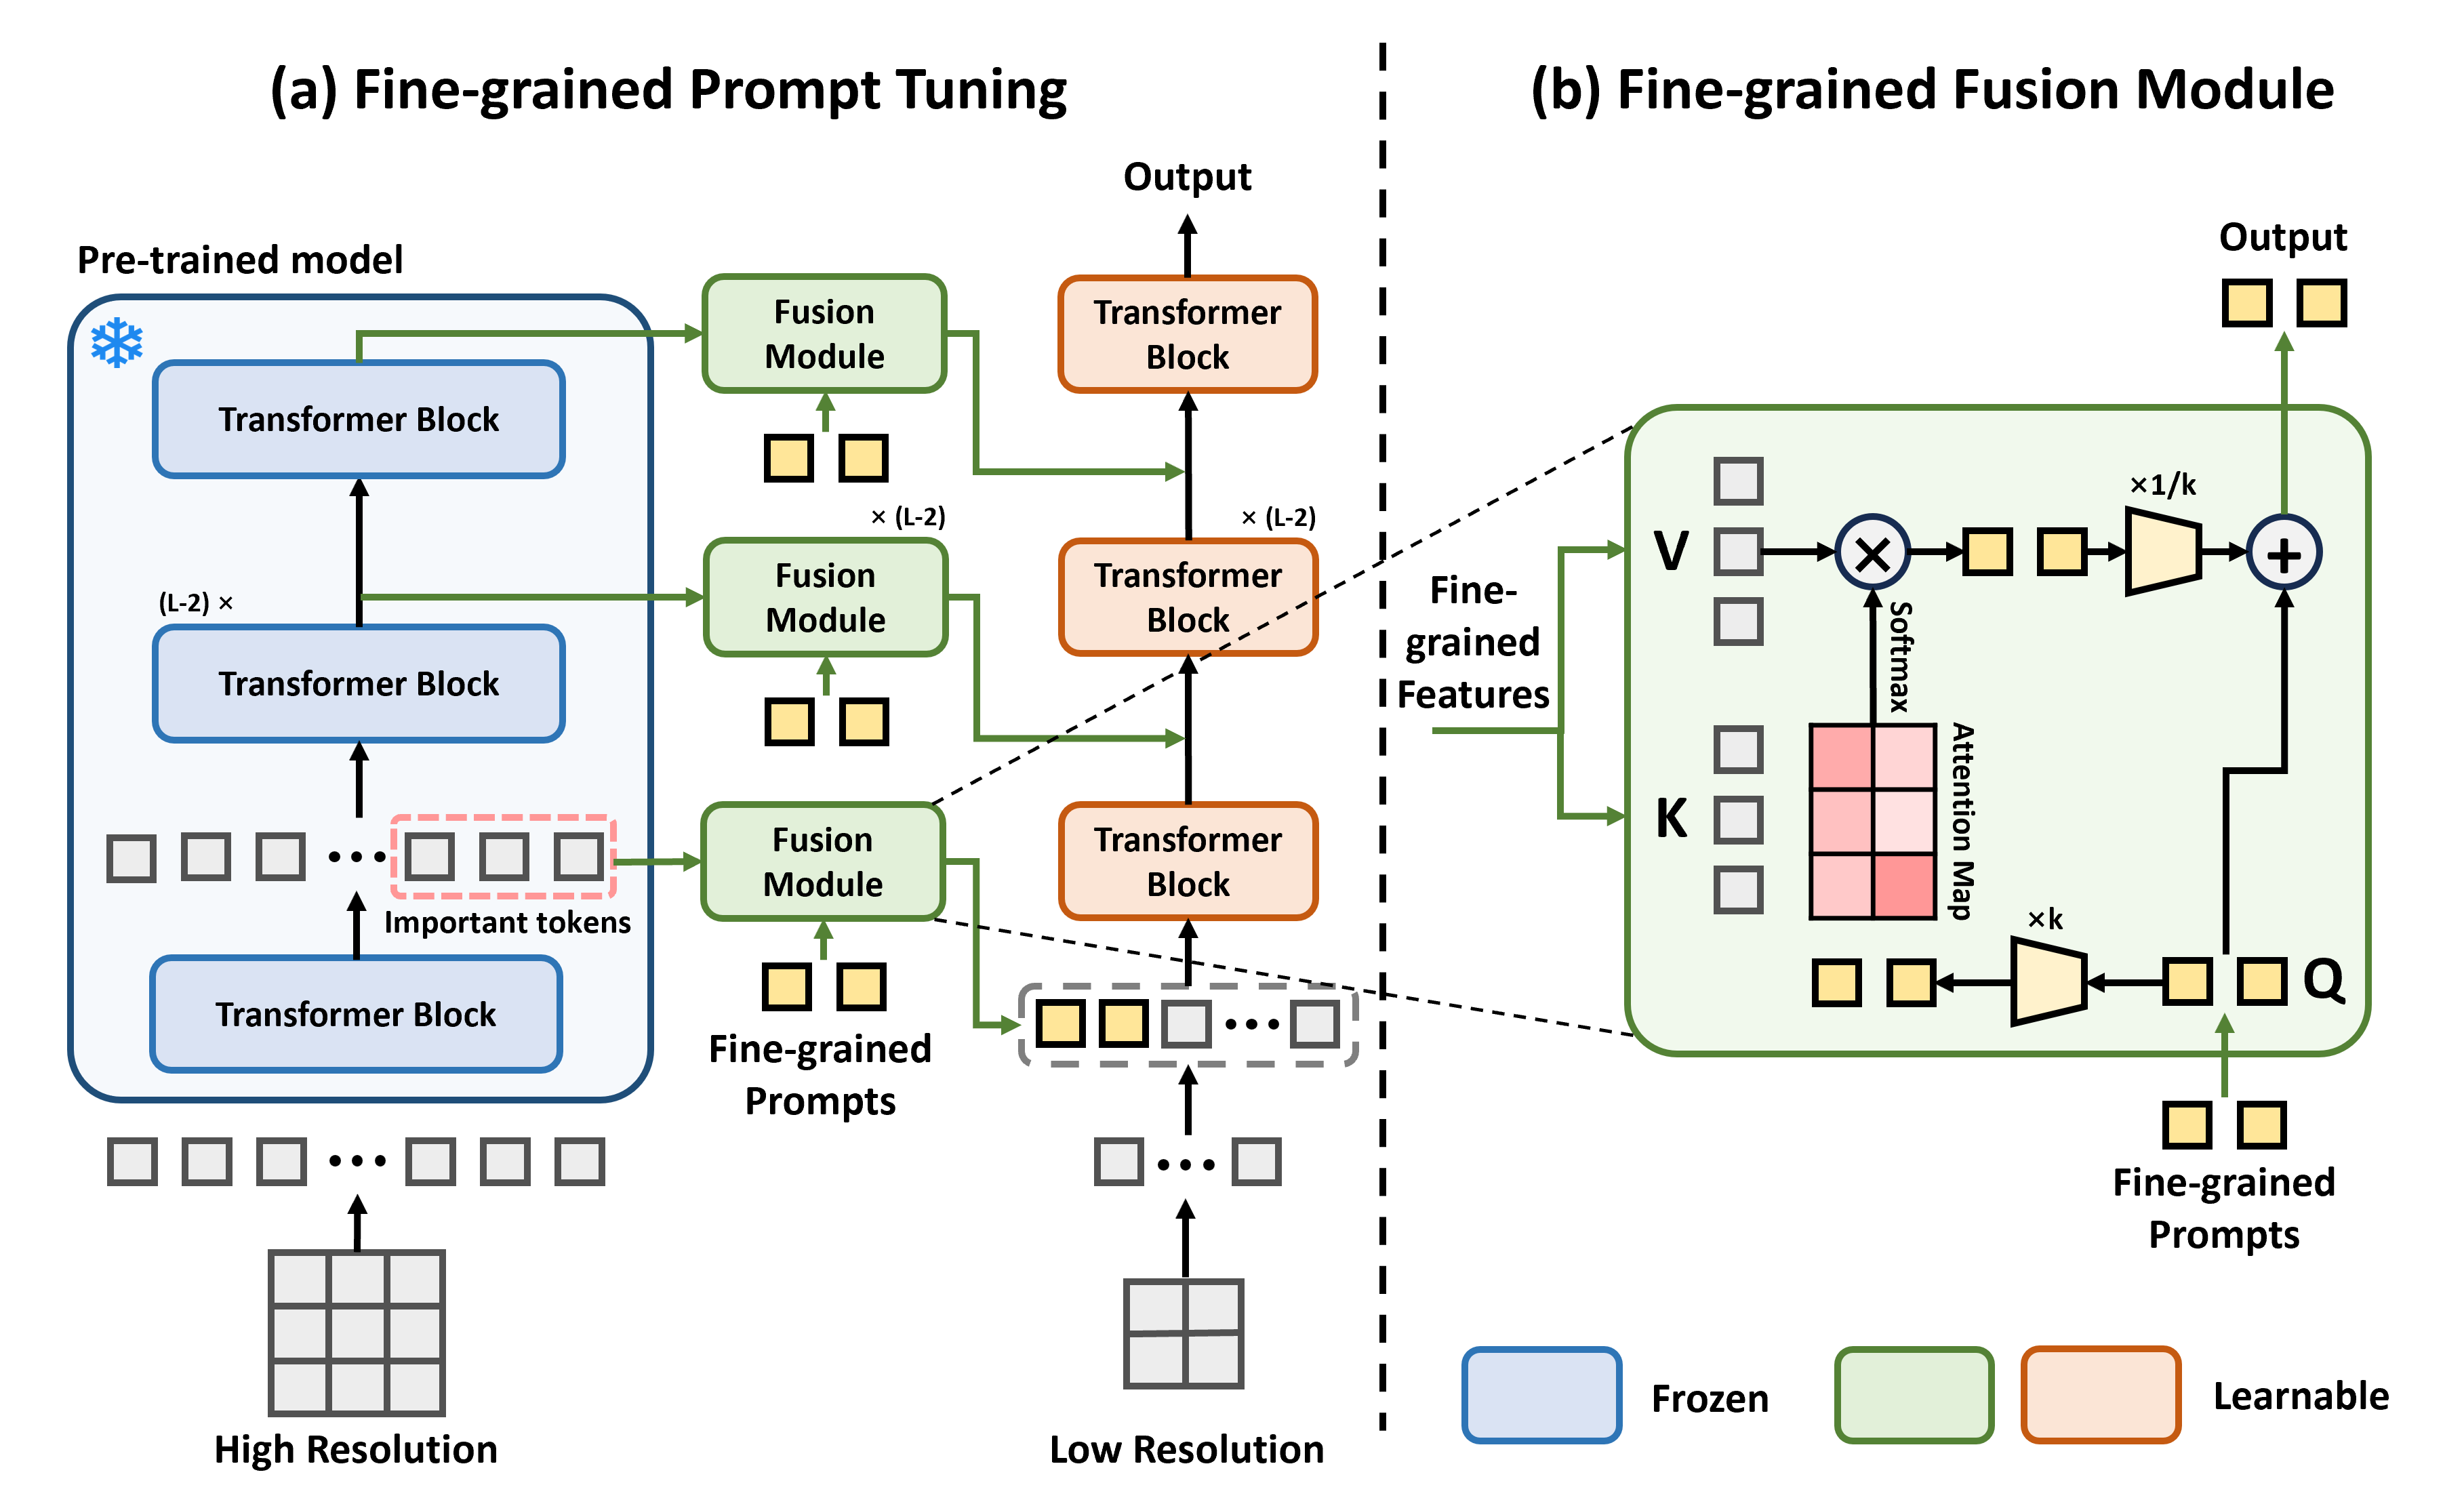 (a) Fine-grained Prompt Tuning
Pre-trained model
Transformer Block
(L-2) ×
Transformer Block
Important tokens
Transformer Block
High Resolution
Fusion
Module
× (L-2)
Fusion
Module
Fusion
Module
Fine-grained
Prompts
Output
Transformer
Block
× (L-2)
Transformer
Block
Transformer
Block
Low Resolution
(b) Fine-grained Fusion Module
Output
Fine-
grained
Features
V
K
×
Softmax
×1/k
+
Attention Map
×k
Q
Fine-grained
Prompts
Frozen
Learnable